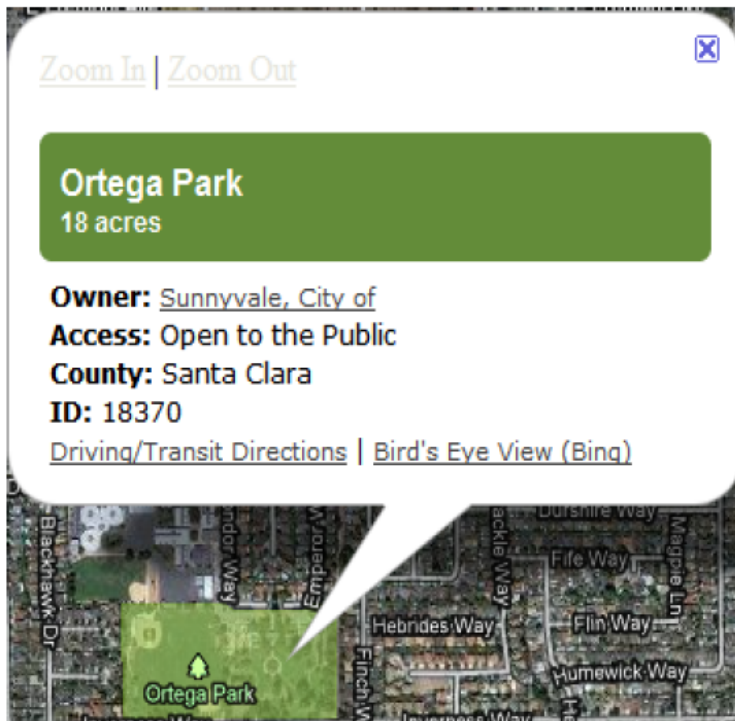 Zoom In | Zoom Out
Ortega Park
18 acres
Owner: Sunnyvale, City of
Access: Open to the Public
County: Santa Clara
ID: 18370
Driving/Transit Directions | Bird's Eye View (Bing)
Blackhawk Dr
Way
Emperor W
Way
Magpie Ln
Fife Way
Hebrides Way
Flin Way
Finch W
Humewick Way
Ortega Park
Inverness Way